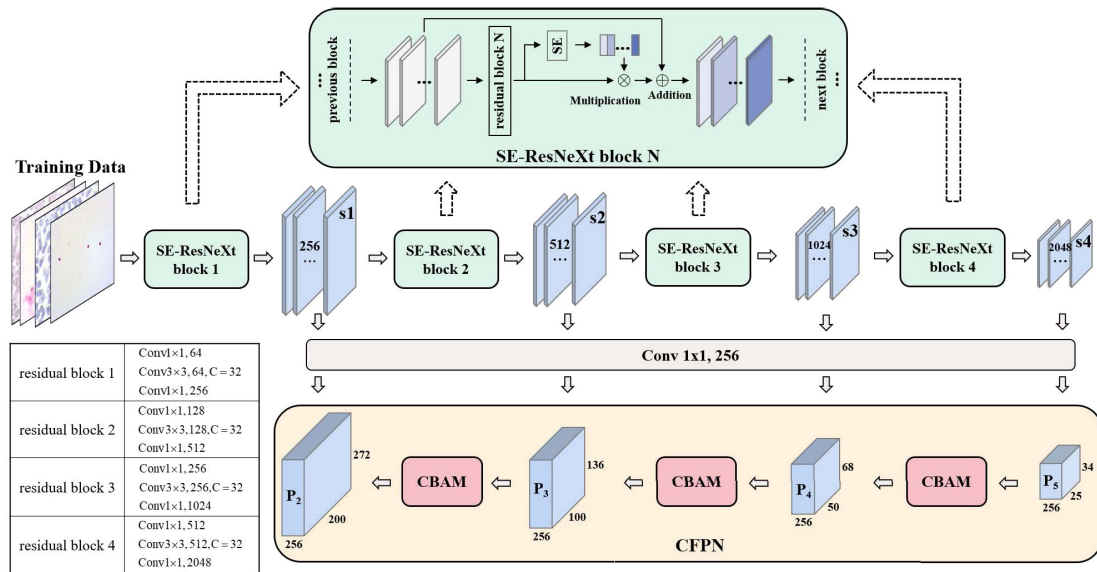 ... previous block
...
residual block N
SE
...
Multiplication
Addition
...
next block ...
SE-ResNeXt block N
Training Data
SE-ResNeXt
block 1
256
...
s1
SE-ResNeXt
block 2
512
...
s2
SE-ResNeXt
block 3
1024
...
s3
SE-ResNeXt
block 4
2048
...
s4
Conv 1x1, 256
residual block 1
Conv1×1, 64
Conv3×3, 64, C = 32
Conv1×1, 256
residual block 2
Conv1×1, 128
Conv3×3, 128, C = 32
Conv1×1, 512
residual block 3
Conv1×1, 256
Conv3×3, 256, C = 32
Conv1×1, 1024
residual block 4
Conv1×1, 512
Conv3×3, 512, C = 32
Conv1×1, 2048
P2
272
200
256
CBAM
P3
136
100
256
CBAM
P4
68
50
256
CBAM
P5
34
25
256
CFPN